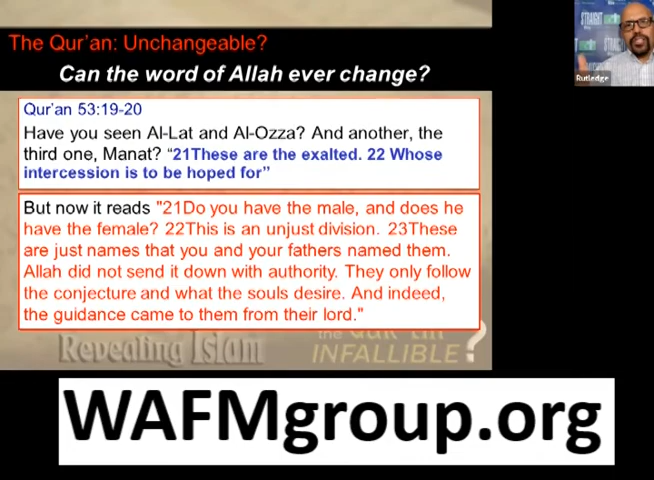 The Qur'an: Unchangeable?
Can the word of Allah ever change?
Qur'an 53:19-20
Have you seen Al-Lat and Al-Ozza? And another, the
third one, Manat? "21These are the exalted. 22 Whose
intercession is to be hoped for"
But now it reads "21Do you have the male, and does he
have the female? 22This is an unjust division. 23These
are just names that you and your fathers named them.
Allah did not send it down with authority. They only follow
the conjecture and what the souls desire. And indeed,
the guidance came to them from their lord."
Revealing Islam
INFALLIBLE?
WAFMgroup.org
STRAIGHT
Rutledge